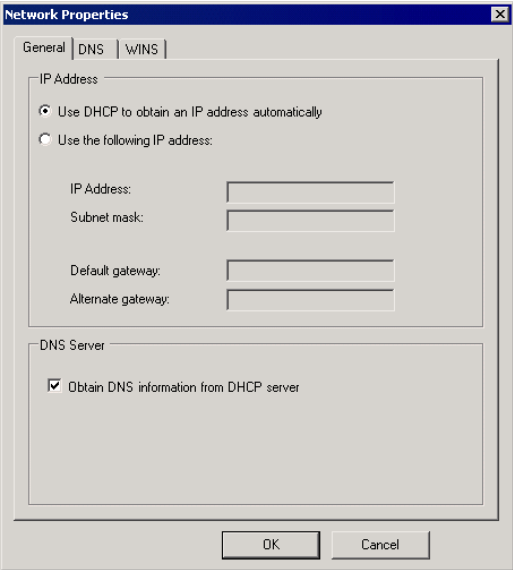 Network Properties
General DNS WINS
IP Address
Use DHCP to obtain an IP address automatically
Use the following IP address:
IP Address:
Subnet mask:
Default gateway:
Alternate gateway:
DNS Server
Obtain DNS information from DHCP server
OK Cancel